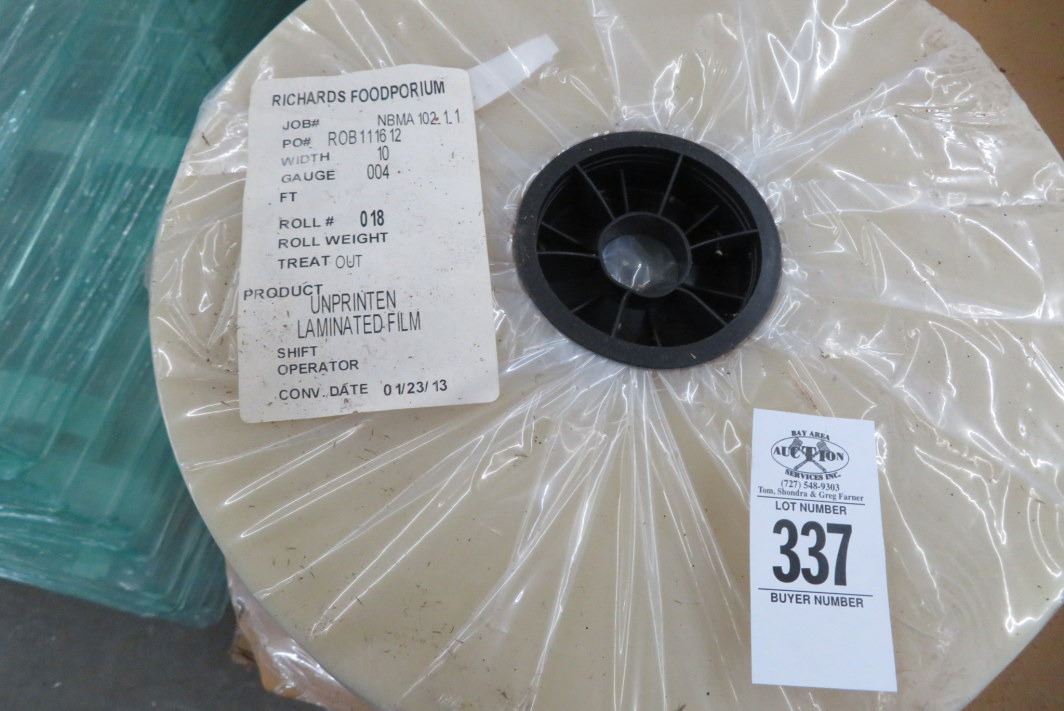 RICHARDS FOODPORIUM
JOB# NBMA 102-1.1
PO# ROB111612
WIDTH 10
GAUGE 004
FT
ROLL # 018
ROLL WEIGHT
TREAT OUT
PRODUCT
UNPRINTEN
LAMINATED FILM
SHIFT
OPERATOR
CONV. DATE 01/23/13
BAY AREA
AUCTION
SERVICES INC.
(727) 548-9303
Tom, Shondra & Greg Farner
LOT NUMBER
337
BUYER NUMBER